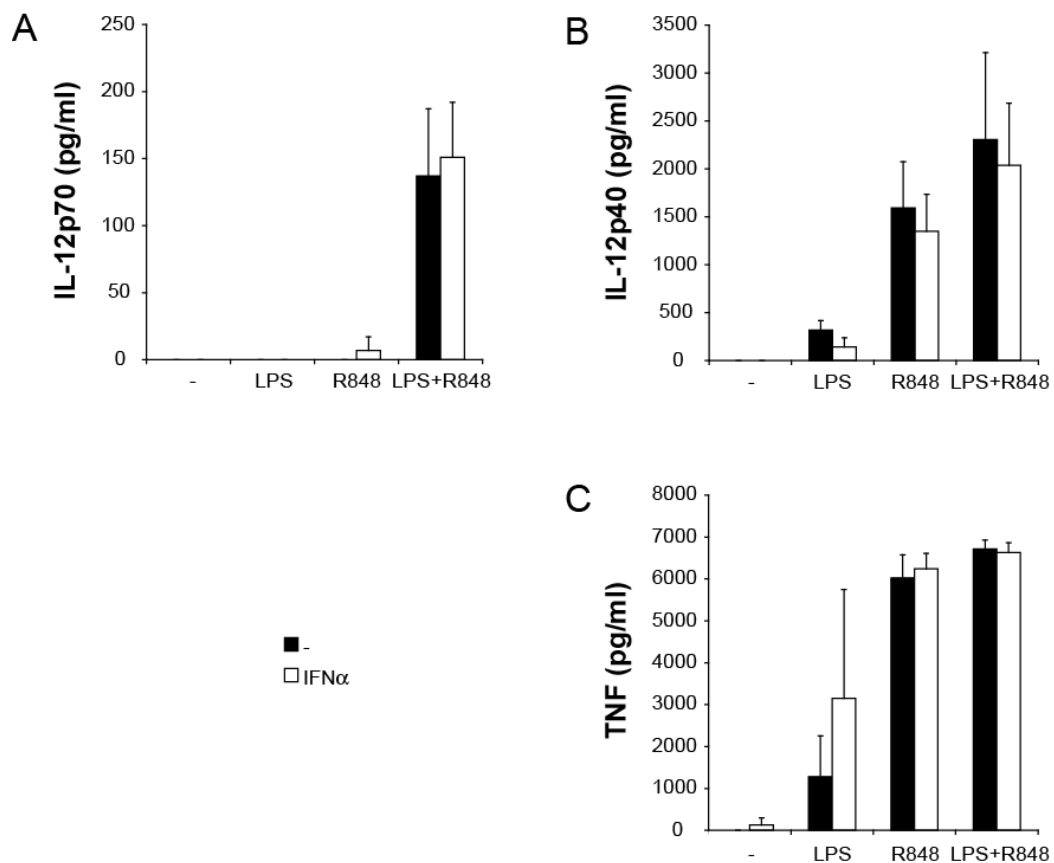 A
IL-12p70 (pg/ml)
250
200
150
100
50
0
-
LPS
R848
LPS+R848
B
IL-12p40 (pg/ml)
3500
3000
2500
2000
1500
1000
500
0
-
LPS
R848
LPS+R848
-
IFNα
C
TNF (pg/ml)
8000
7000
6000
5000
4000
3000
2000
1000
0
-
LPS
R848
LPS+R848